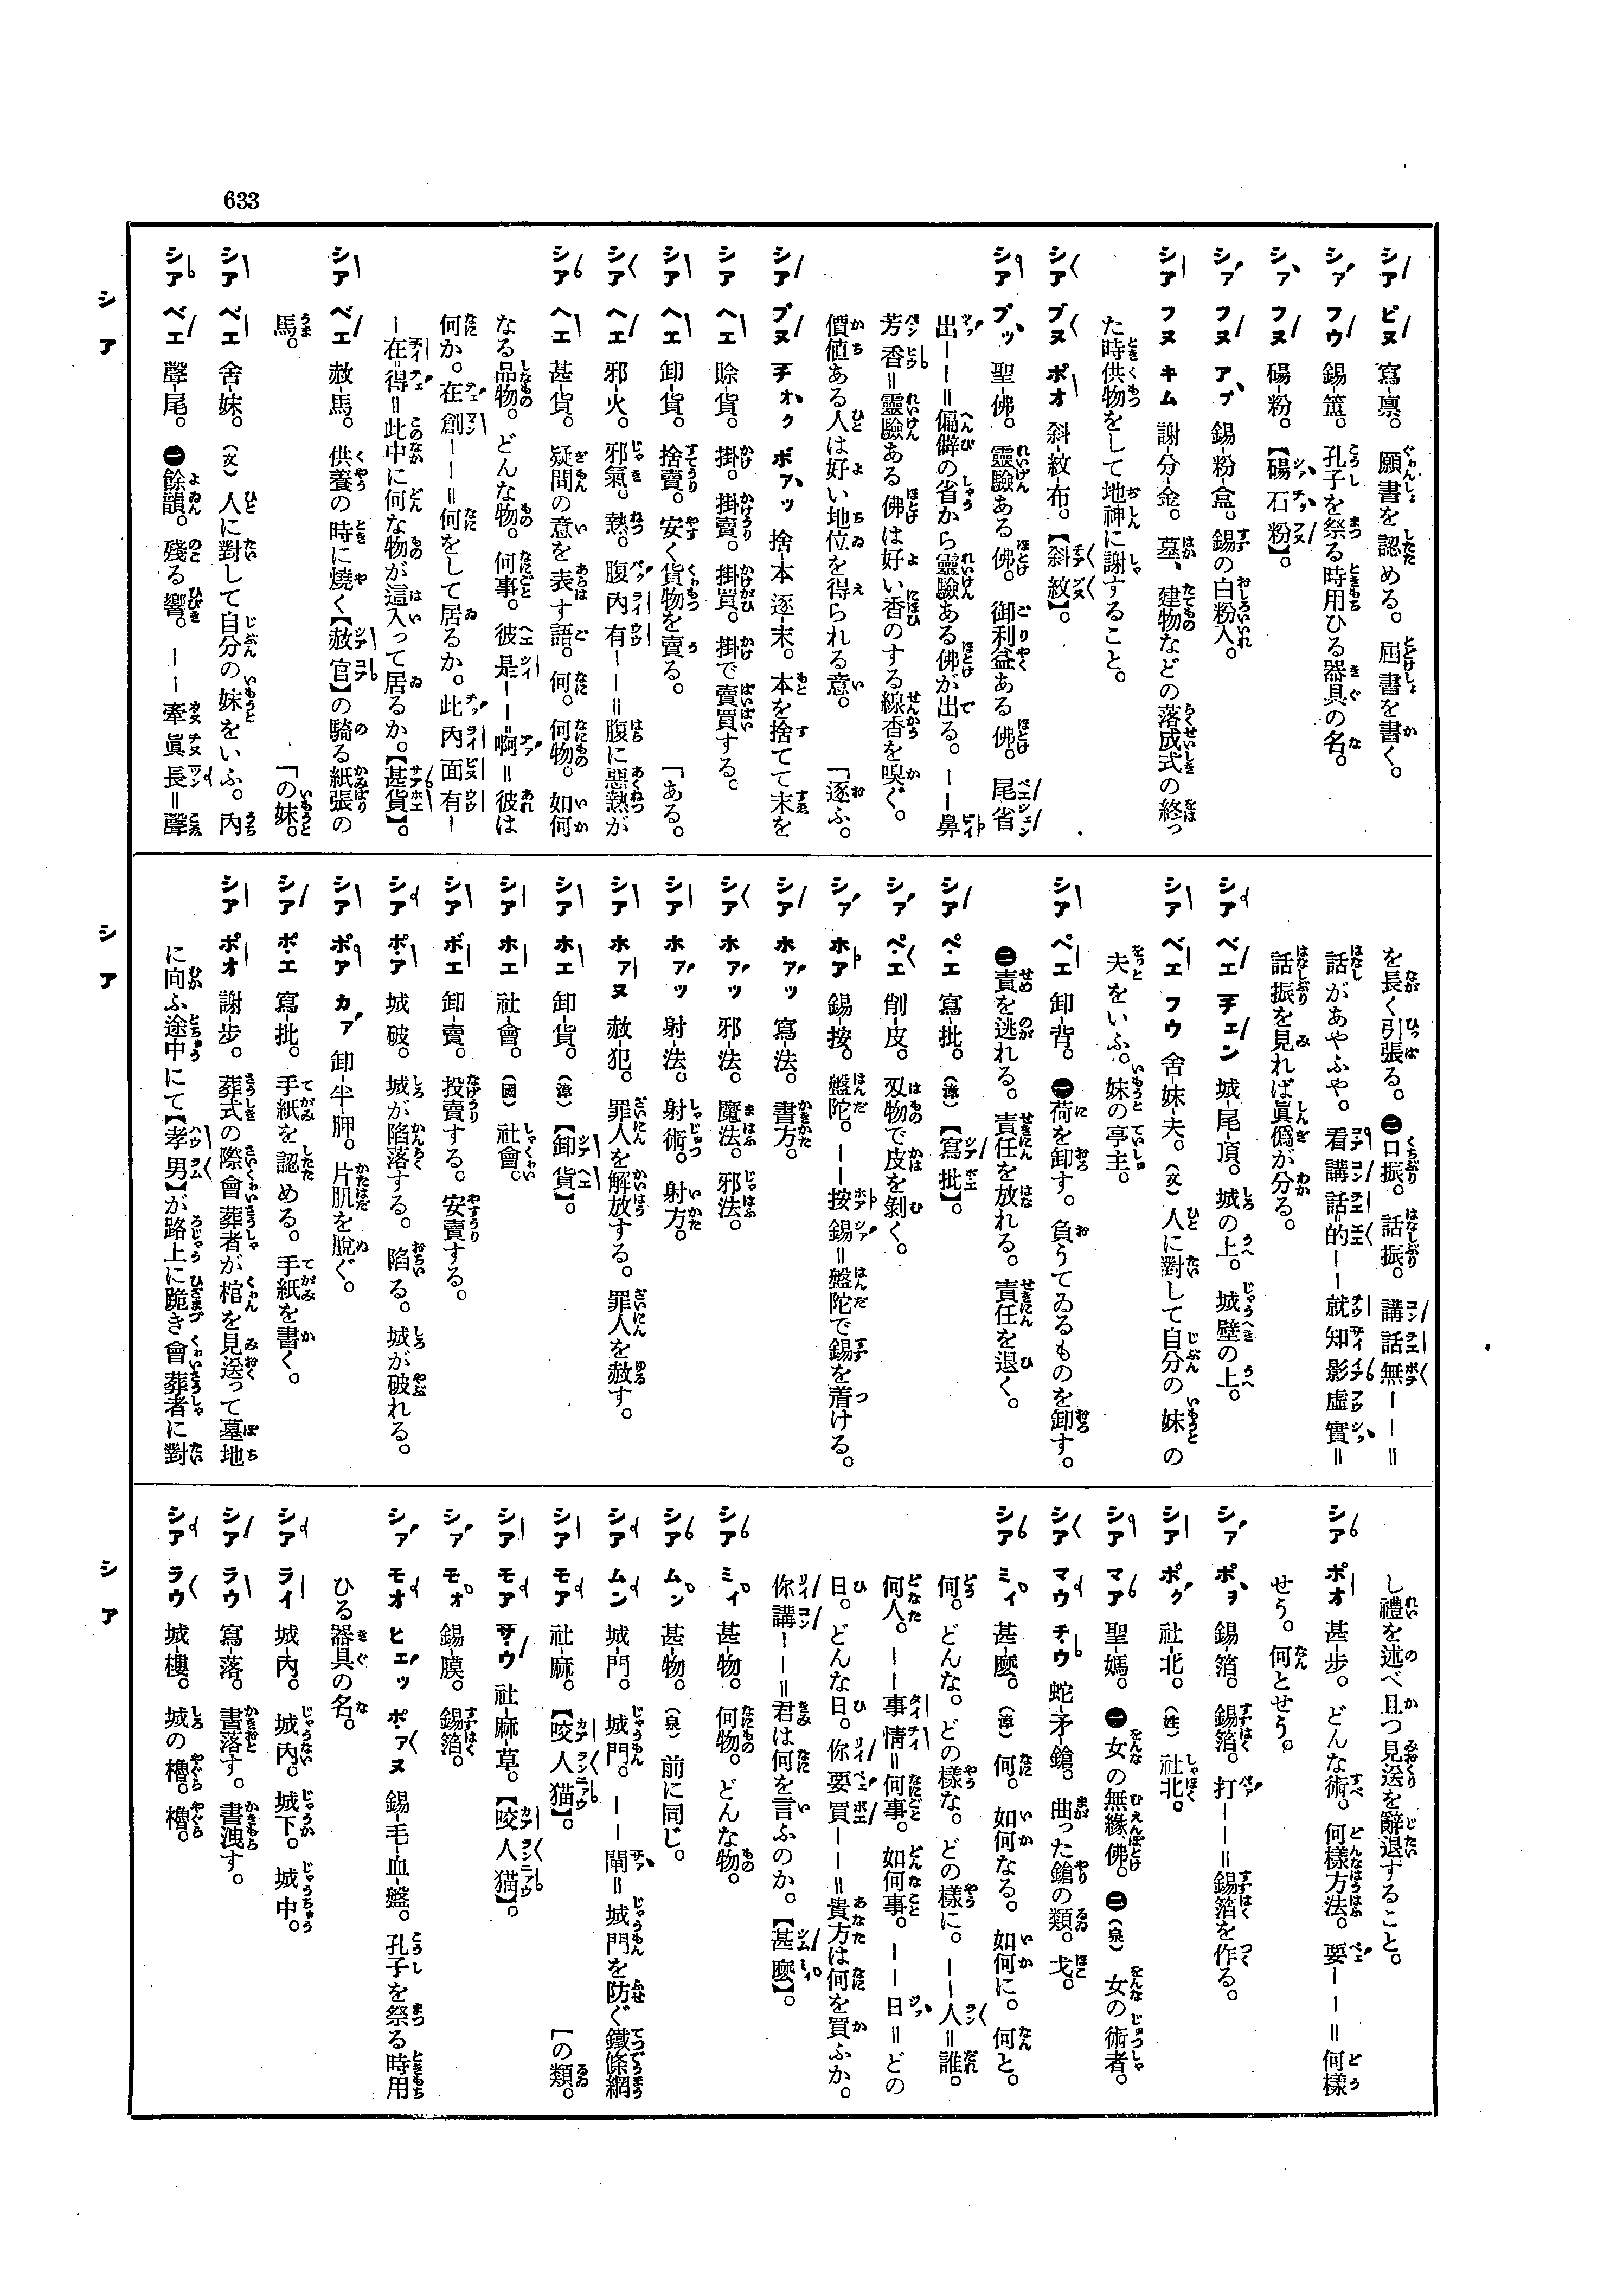 633
シア ピヌ 寫-稟。願書を認める。屆書を書く。
シァ フウ 錫-簠。孔子を祭る時用ひる器具の名。
シァ フヌ 碭-粉。【碭石粉】。
シァ フヌ アプ 錫-粉-盒。錫の白粉入。
シア フヌ キム 謝-分-金。墓、建物などの落成式の終つ
た時供物をして地神に謝すること。
シア ブヌ ポオ 斜-紋-布。【斜紋】。
シア プッ 聖-佛。靈驗ある佛。御利益ある佛。尾省
出ーー=偏僻の省から靈驗ある佛が出る。ーー鼻
芳香=靈驗ある佛は好い香のする線香を嗅ぐ。
價値ある人は好い地位を得られる意。 「逐ふ。
シア プヌ チォク ボァッ 捨-本 逐-末。本を捨てて末を
シア ヘエ 賒-貨。掛。掛賣。掛買。掛で賣買する。
シア ヘエ 卸-貨。捨賣。安く貨物を賣る。 「ある。
シア ヘエ 邪-火。邪氣。熱。腹內有ーー=腹に惡熱が
シア ヘエ 甚-貨。疑問の意を表す語。何。何物。如何
なる品物。どんな物。何事。彼是ーー啊=彼は
何か。在創ーー=何をして居るか。此內面有ー
ー在=得=此中に何な物が這入って居るか。【甚貨】。
シア ベエ 赦-馬。供養の時に燒く【赦官】の騎る紙張の
馬。 「の妹。
シア ベエ 舍-妹。(文)人に對して自分の妹をいふ。內
シア ベエ 聲-尾。㊀餘韻。殘る響。ーー牽眞長=聲
を長く引張る。㊁口振。話振。講話無ーー=
話があやふや。看講話=的ーー就知影虛實=
話振を見れば眞僞が分る。
シア ベエ チェン 城-尾-頂。城の上。城壁の上。
シア ベエ フウ 舍-妹-夫。(文)人に對して自分の妹の
夫をいふ。妹の亭主。
シア ペエ 卸-背。㊀荷を卸す。負うてゐるものを卸す。
㊁責を逃れる。責任を放れる。責任を退く。
シア ペエ 寫-批。(漳)【寫批】。
シァ ペエ 削-皮。刄物で皮を剝く。
シァ ホア 錫-按。盤陀。ーー按錫=盤陀で錫を着ける。
シア ホァッ 寫-法。書方。
シア ホァッ 邪-法。魔法。邪法。
シア ホァッ 射-法。射術。射方。
シア ホァヌ 赦-犯。罪人を解放する。罪人を赦す。
シア ホエ 卸-貨。(漳)【卸貨】。
シア ホエ 社-會。(國)社會。
シア ボエ 卸-賣。投賣する。安賣する。
シア ポア 城-破。城が陷落する。陷る。城が破れる。
シア ポア カァ 卸-半-胛。片肌を脫ぐ。
シア ポエ 寫-批。手紙を認める。手紙を書く。
シア ポオ 謝-步。葬式の際會葬者が棺を見送って墓地
に向ふ途中にて【孝男】が路上に跪き會葬者に對
し禮を述べ且つ見送を辭退すること。
シア ポオ 甚-步。どんな術。何樣方法。要ーー=何樣
せう。何とせう。
シァ ポヲ 錫-箔。錫箔。打ーー=錫箔を作る。
シア ポク 社-北。(姓)社北。
シア マア 聖-媽。㊀女の無緣佛。㊁(泉)女の術者。
シア マウ チウ 蛇-矛-鎗。曲った鎗の類。戈。
シア ミィ 甚-麼。(漳)何。如何なる。如何に。何と。
何。どんな。どの樣な。どの樣に。ーー人=誰。
何人。ーー事情=何事。如何事。ーー日=どの
日。どんな日。你要買ーー=貴方は何を買ふか。
你講ーー=君は何を言ふのか。【甚麼】。
シア ミィ 甚-物。何物。どんな物。
シア ムン 甚-物。(泉)前に同じ。
シア ムン 城-門。城門。ーー閘=城門を防ぐ鐵條網
シア モア 社-麻。【咬人猫】。 「の類。
シア モア サウ 社-麻-草。【咬人猫】。
シァ モォ 錫-膜。錫箔。
シァ モオ ヒエッ ポァヌ 錫-毛-血-盤。孔子を祭る時用
ひる器具の名。
シア ライ 城-內。城內。城下。城中。
シア ラウ 寫-落。書落す。書洩す。
シア ラウ 城-樓。城の櫓。櫓。
シア
シア
シア